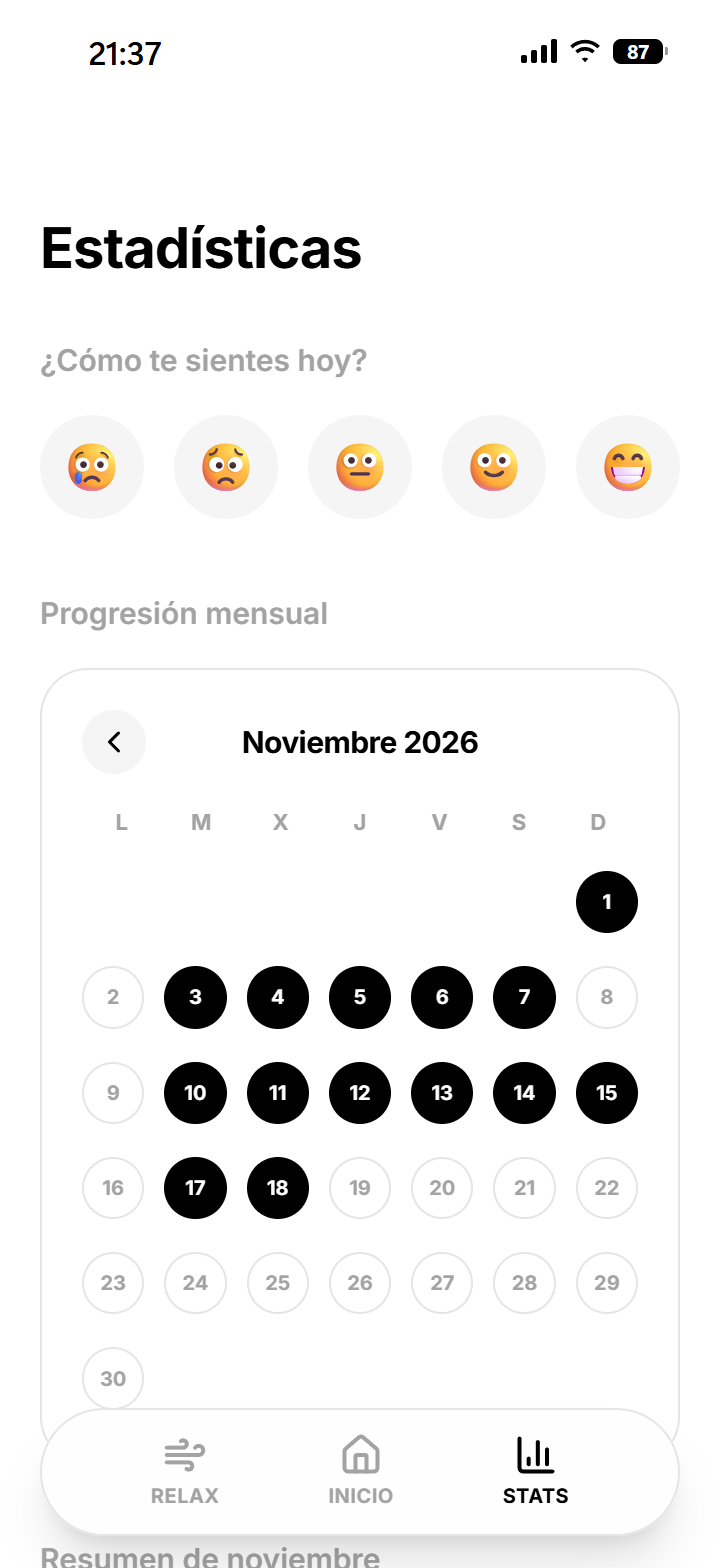 21:37
87
Estadísticas
¿Cómo te sientes hoy?
Progresión mensual
Noviembre 2026
L M X J V S D
1
2 3 4 5 6 7 8
9 10 11 12 13 14 15
16 17 18 19 20 21 22
23 24 25 26 27 28 29
30
RELAX INICIO STATS
Resumen de noviembre